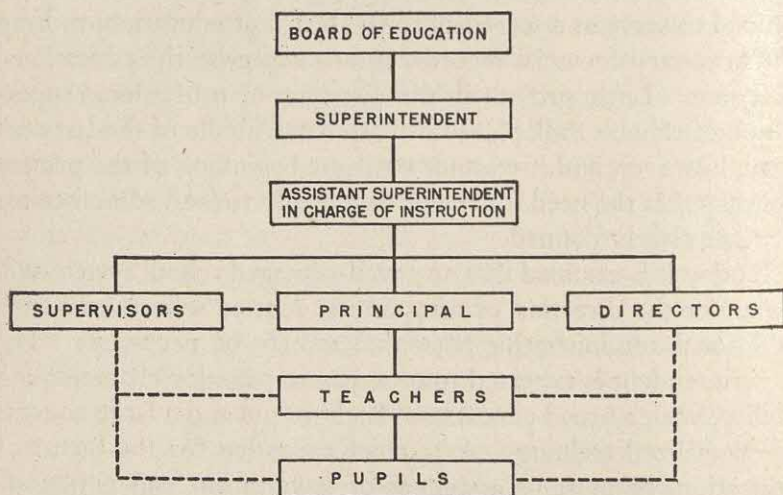 BOARD OF EDUCATION
SUPERINTENDENT
ASSISTANT SUPERINTENDENT
IN CHARGE OF INSTRUCTION
SUPERVISORS
PRINCIPAL
DIRECTORS
TEACHERS
PUPILS